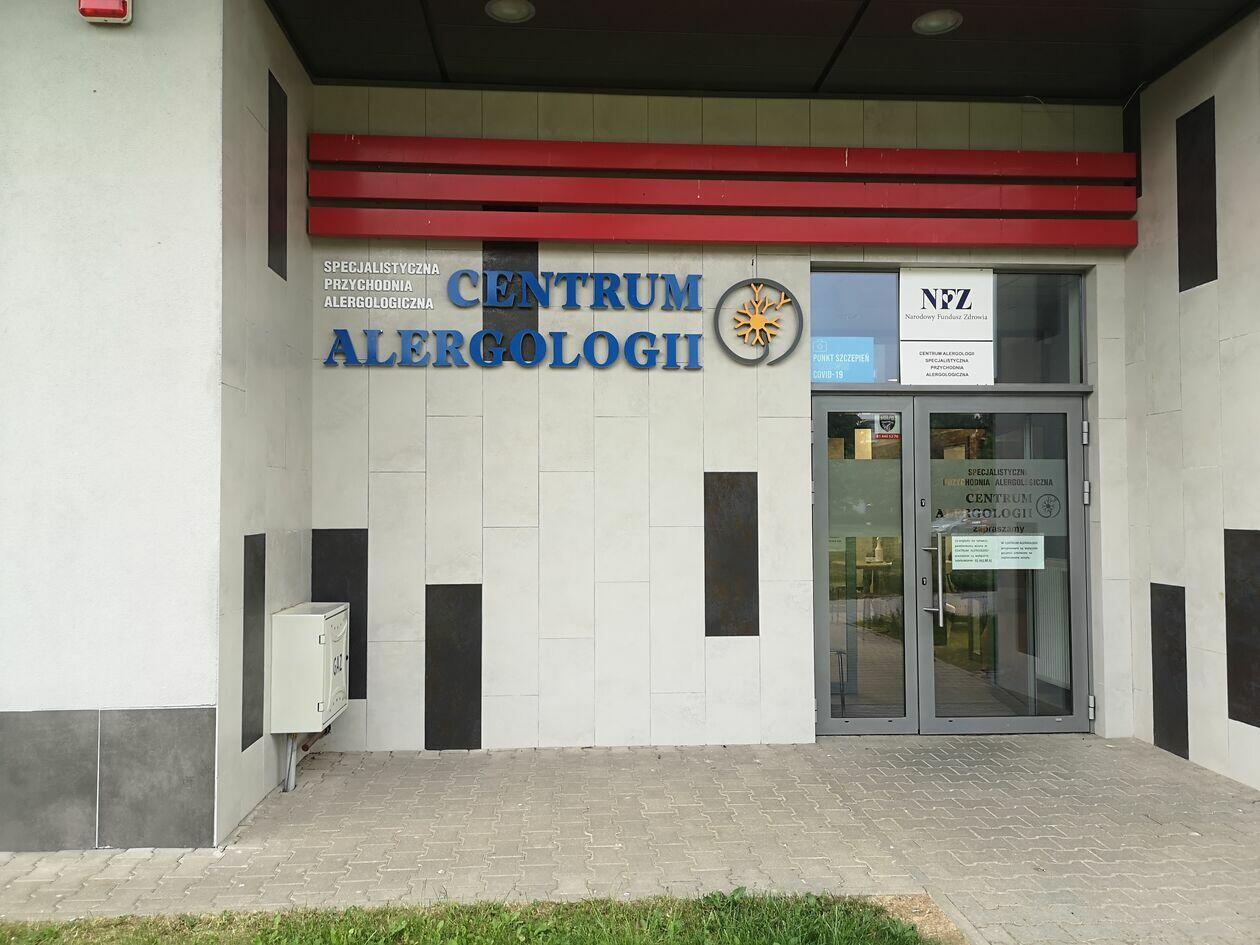 SPECJALISTYCZNA
PRZYCHODNIA
ALERGOLOGICZNA
CENTRUM
ALERGOLOGII
NFZ
Narodowy Fundusz Zdrowia
CENTRUM ALERGOLOGII
SPECJALISTYCZNA
PRZYCHODNIA
ALERGOLOGICZNA
PUNKT SZCZEPIEŃ
COVID-19
SPECJALISTYCZN
PRZYCHODNIA ALERGOLOGICZNA
CENTRUM
ALERGOLOGII
zapraszamy
GAZ